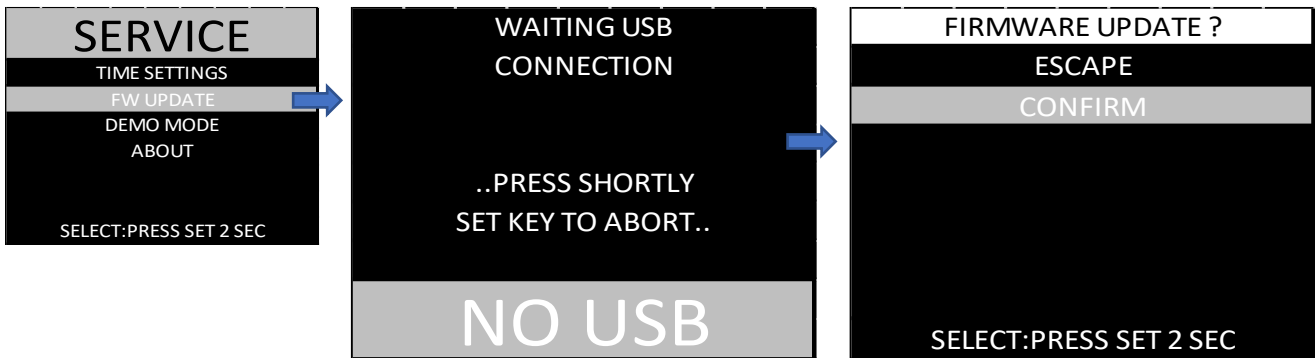 SERVICE
TIME SETTINGS
FW UPDATE
DEMO MODE
ABOUT
SELECT:PRESS SET 2 SEC
WAITING USB
CONNECTION
..PRESS SHORTLY
SET KEY TO ABORT..
NO USB
FIRMWARE UPDATE ?
ESCAPE
CONFIRM
SELECT:PRESS SET 2 SEC